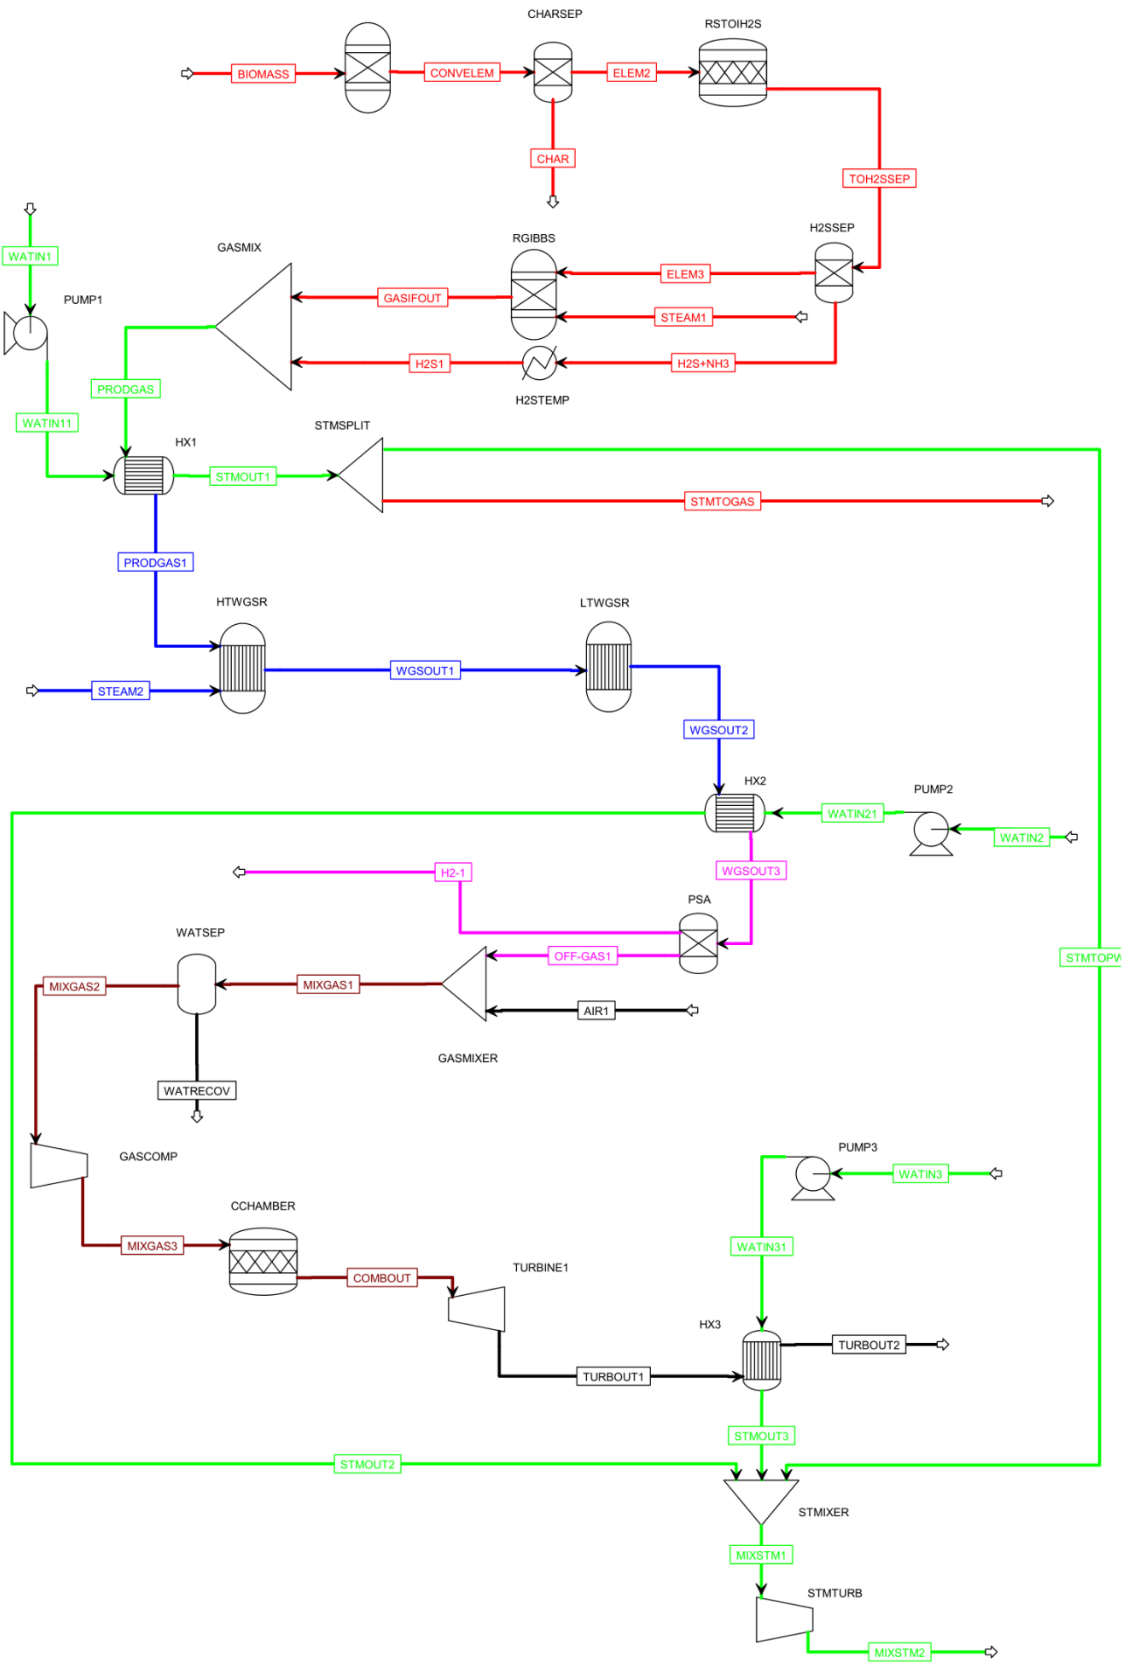 CHARSEP
RSTOIH2S
BIOMASS
CONVELEM
ELEM2
CHAR
TOH2SSEP
H2SSEP
RGIBBS
GASMIX
WATIN1
ELEM3
PUMP1
GASIFOUT
STEAM1
H2S1
H2S+NH3
PRODGAS
H2STEMP
WATIN11
STMSPLIT
HX1
STMOUT1
STMTOGAS
PRODGAS1
HTWGSR
LTWGSR
WGSOUT1
STEAM2
WGSOUT2
HX2
PUMP2
WATIN21
WATIN2
H2-1
WGSOUT3
PSA
WATSEP
OFF-GAS1
STMTOPW
MIXGAS2
MIXGAS1
AIR1
GASMIXER
WATRECOV
PUMP3
GASCOMP
WATIN3
CCHAMBER
MIXGAS3
WATIN31
TURBINE1
COMBOUT
HX3
TURBOUT2
TURBOUT1
STMOUT3
STMOUT2
STMIXER
MIXSTM1
STMTURB
MIXSTM2